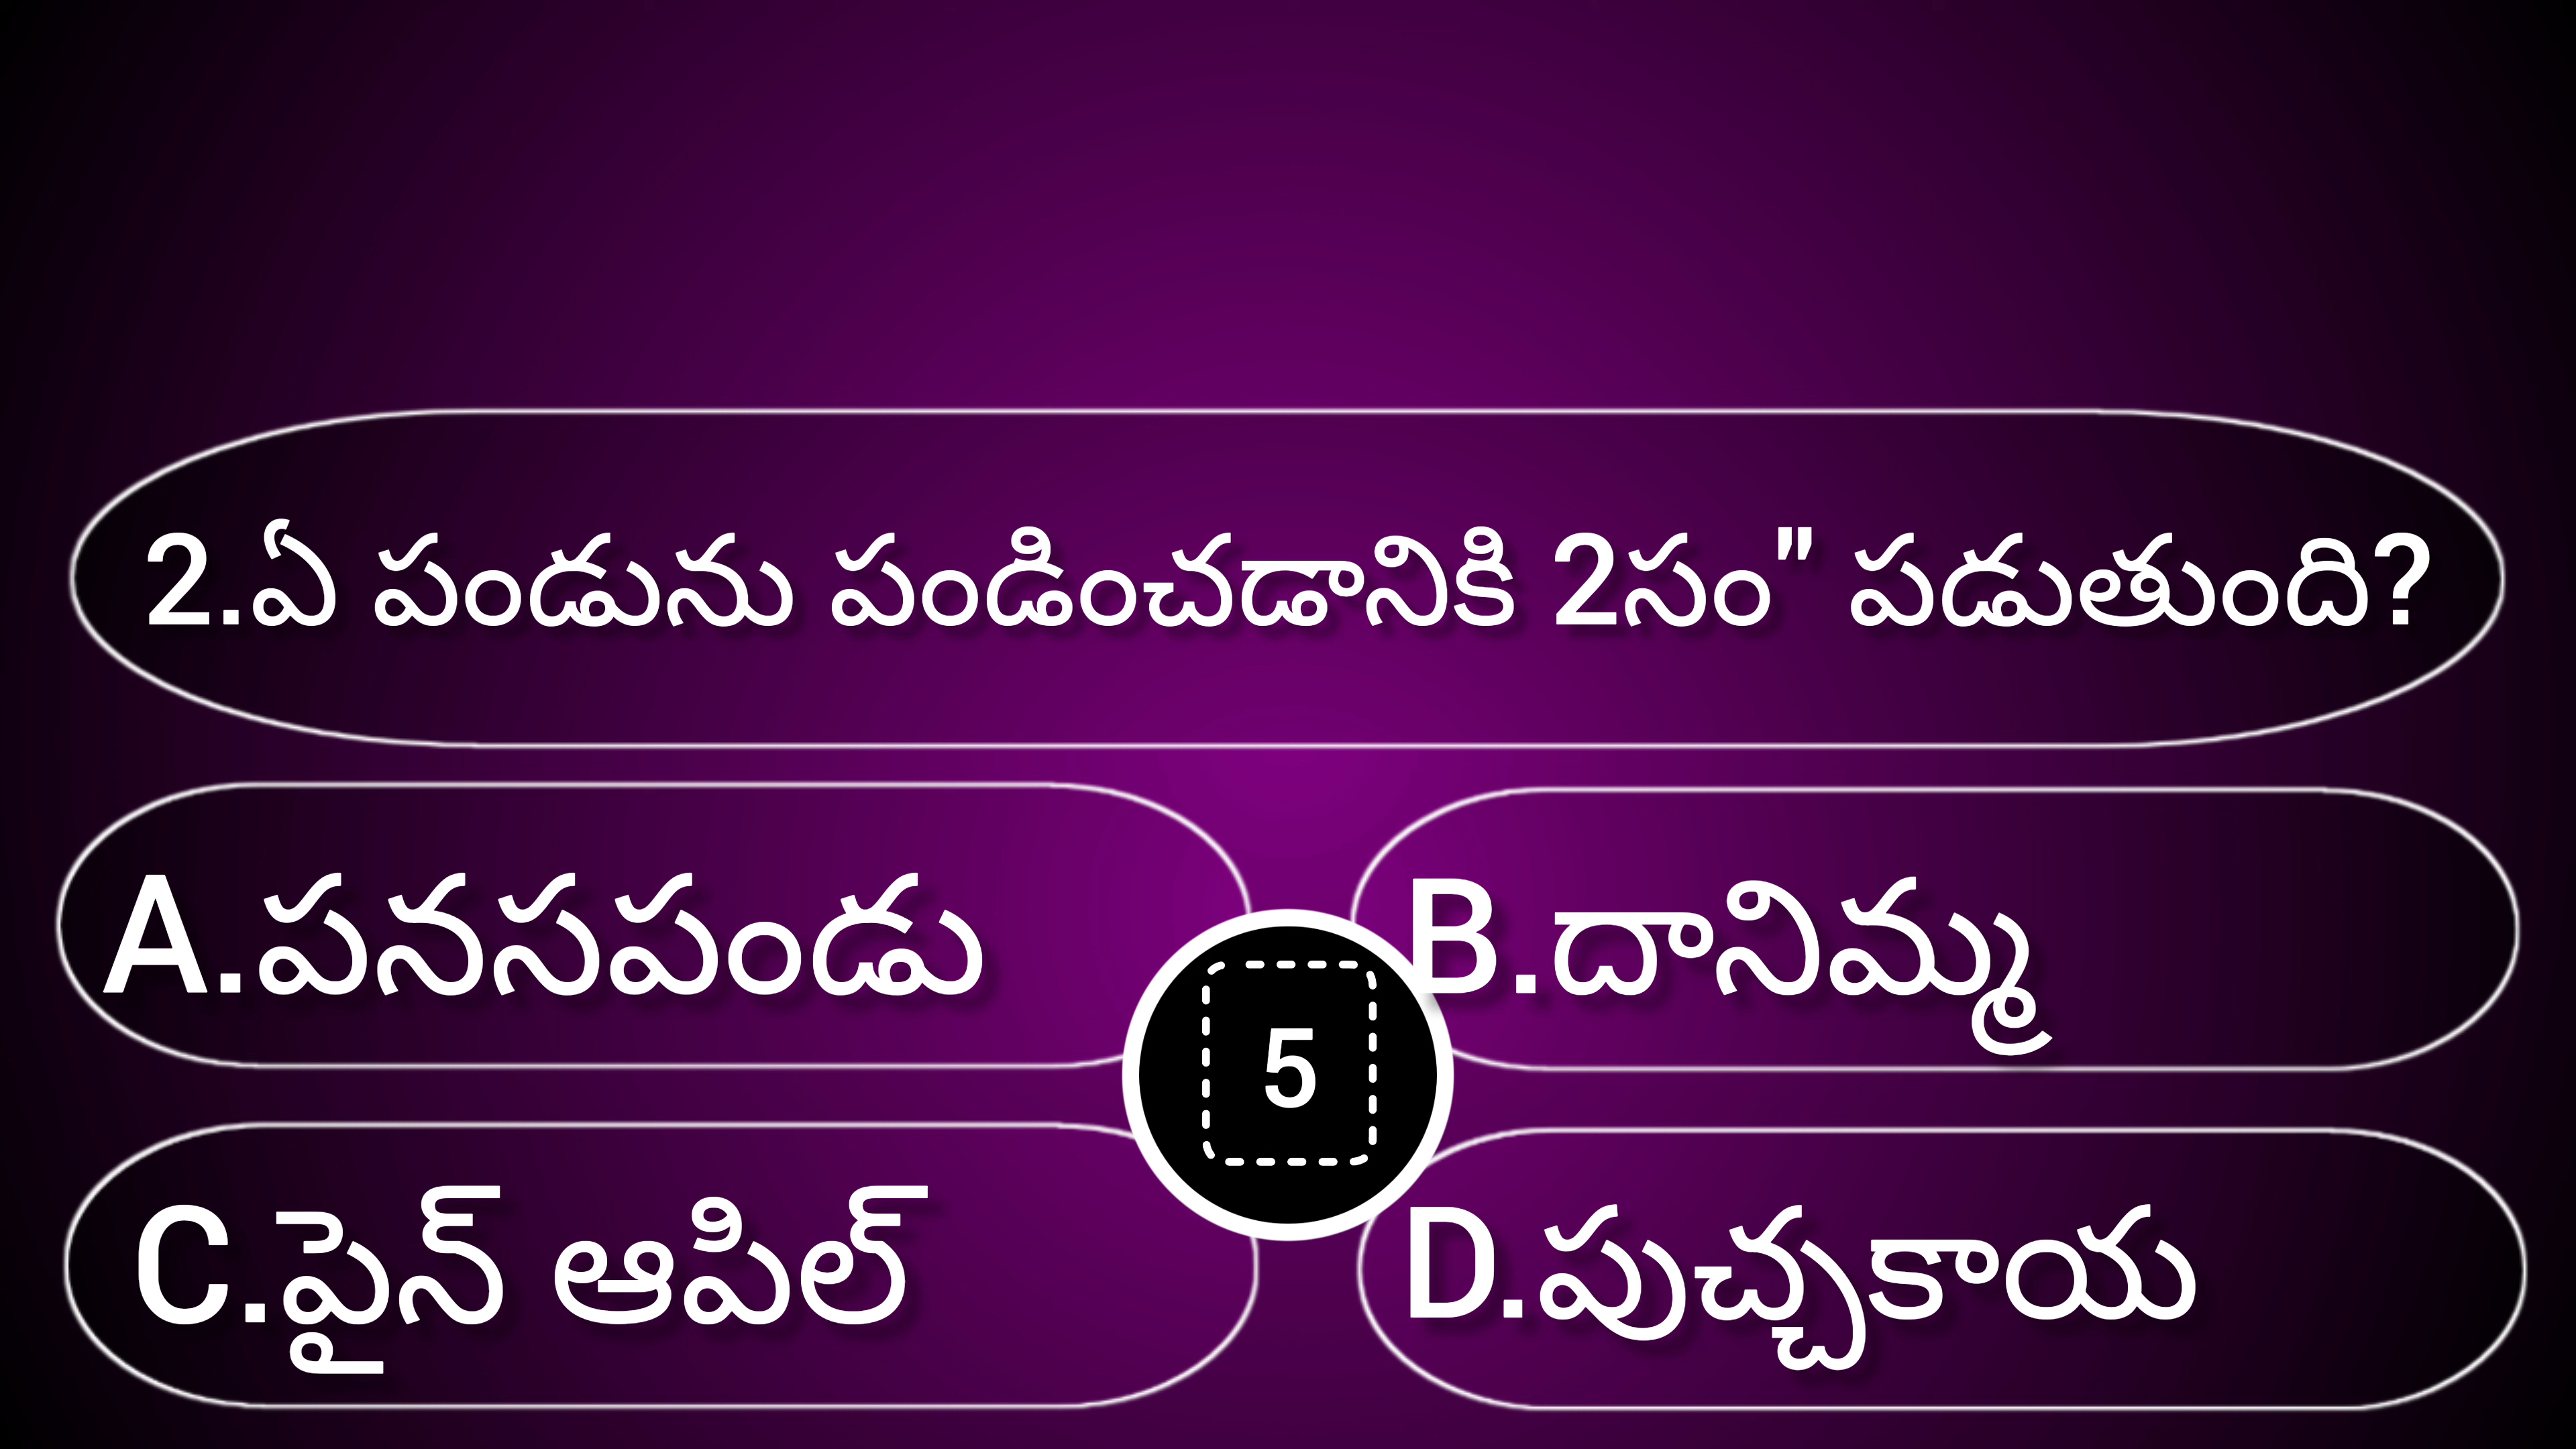 2.ఏ పండును పండించడానికి 2సం" పడుతుంది?
A.పనసపండు
B.దానిమ్మ
5
C.పైన్ ఆపిల్
D.పుచ్చకాయ